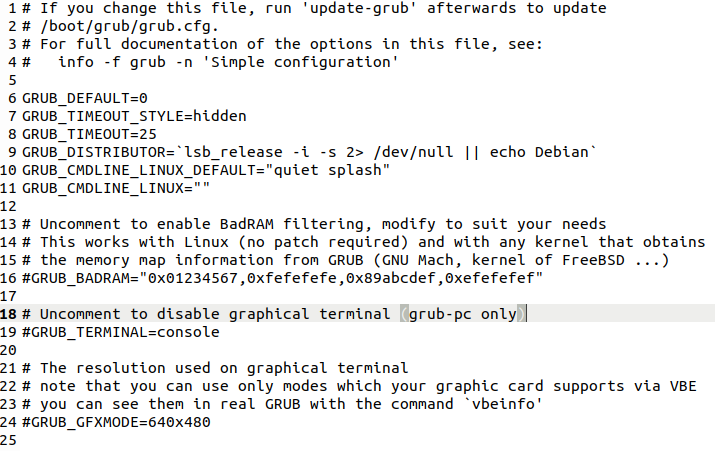 1 # If you change this file, run 'update-grub' afterwards to update
2 # /boot/grub/grub.cfg.
3 # For full documentation of the options in this file, see:
4 #   info -f grub -n 'Simple configuration'
5
6 GRUB_DEFAULT=0
7 GRUB_TIMEOUT_STYLE=hidden
8 GRUB_TIMEOUT=25
9 GRUB_DISTRIBUTOR=`lsb_release -i -s 2> /dev/null || echo Debian`
10 GRUB_CMDLINE_LINUX_DEFAULT="quiet splash"
11 GRUB_CMDLINE_LINUX=""
12
13 # Uncomment to enable BadRAM filtering, modify to suit your needs
14 # This works with Linux (no patch required) and with any kernel that obtains
15 # the memory map information from GRUB (GNU Mach, kernel of FreeBSD ...)
16 #GRUB_BADRAM="0x01234567,0xfefefefe,0x89abcdef,0xefefefef"
17
18 # Uncomment to disable graphical terminal (grub-pc only)
19 #GRUB_TERMINAL=console
20
21 # The resolution used on graphical terminal
22 # note that you can use only modes which your graphic card supports via VBE
23 # you can see them in real GRUB with the command `vbeinfo'
24 #GRUB_GFXMODE=640x480
25